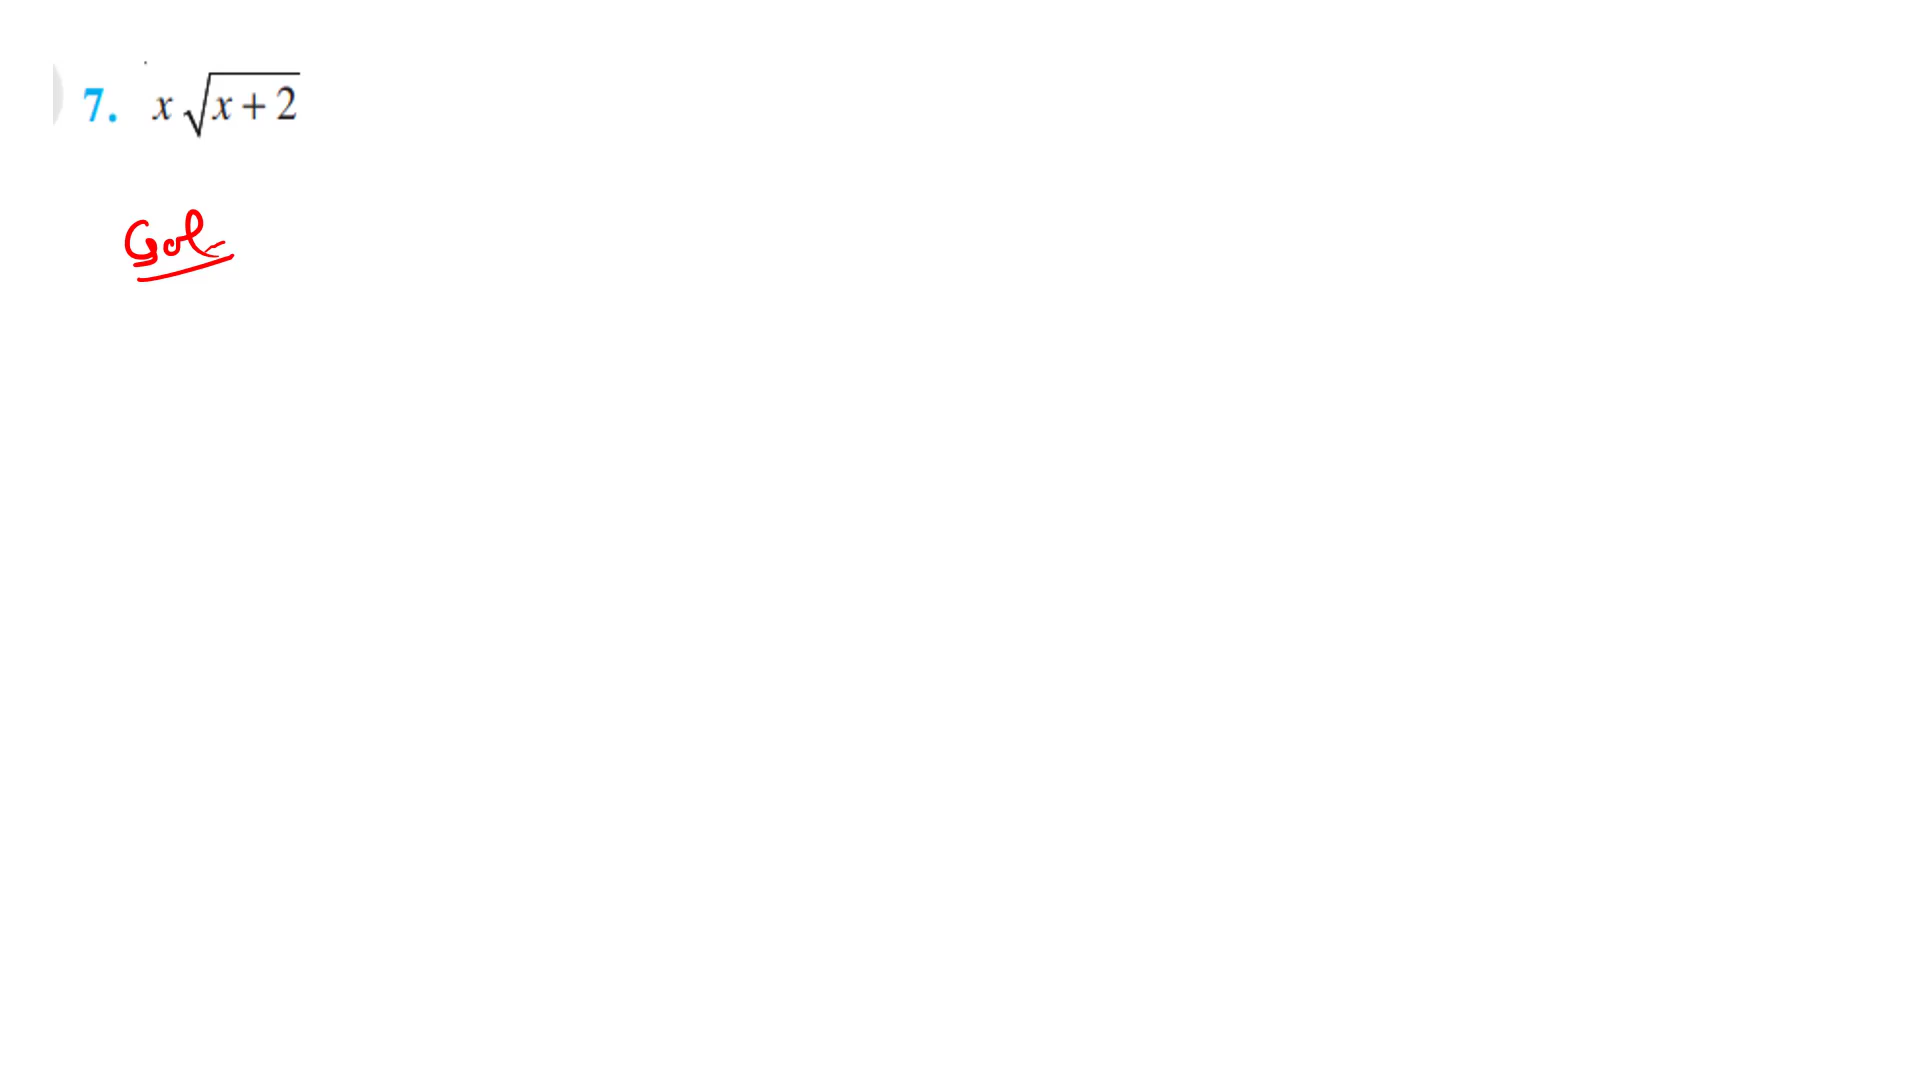 7. x√(x + 2)
Sol